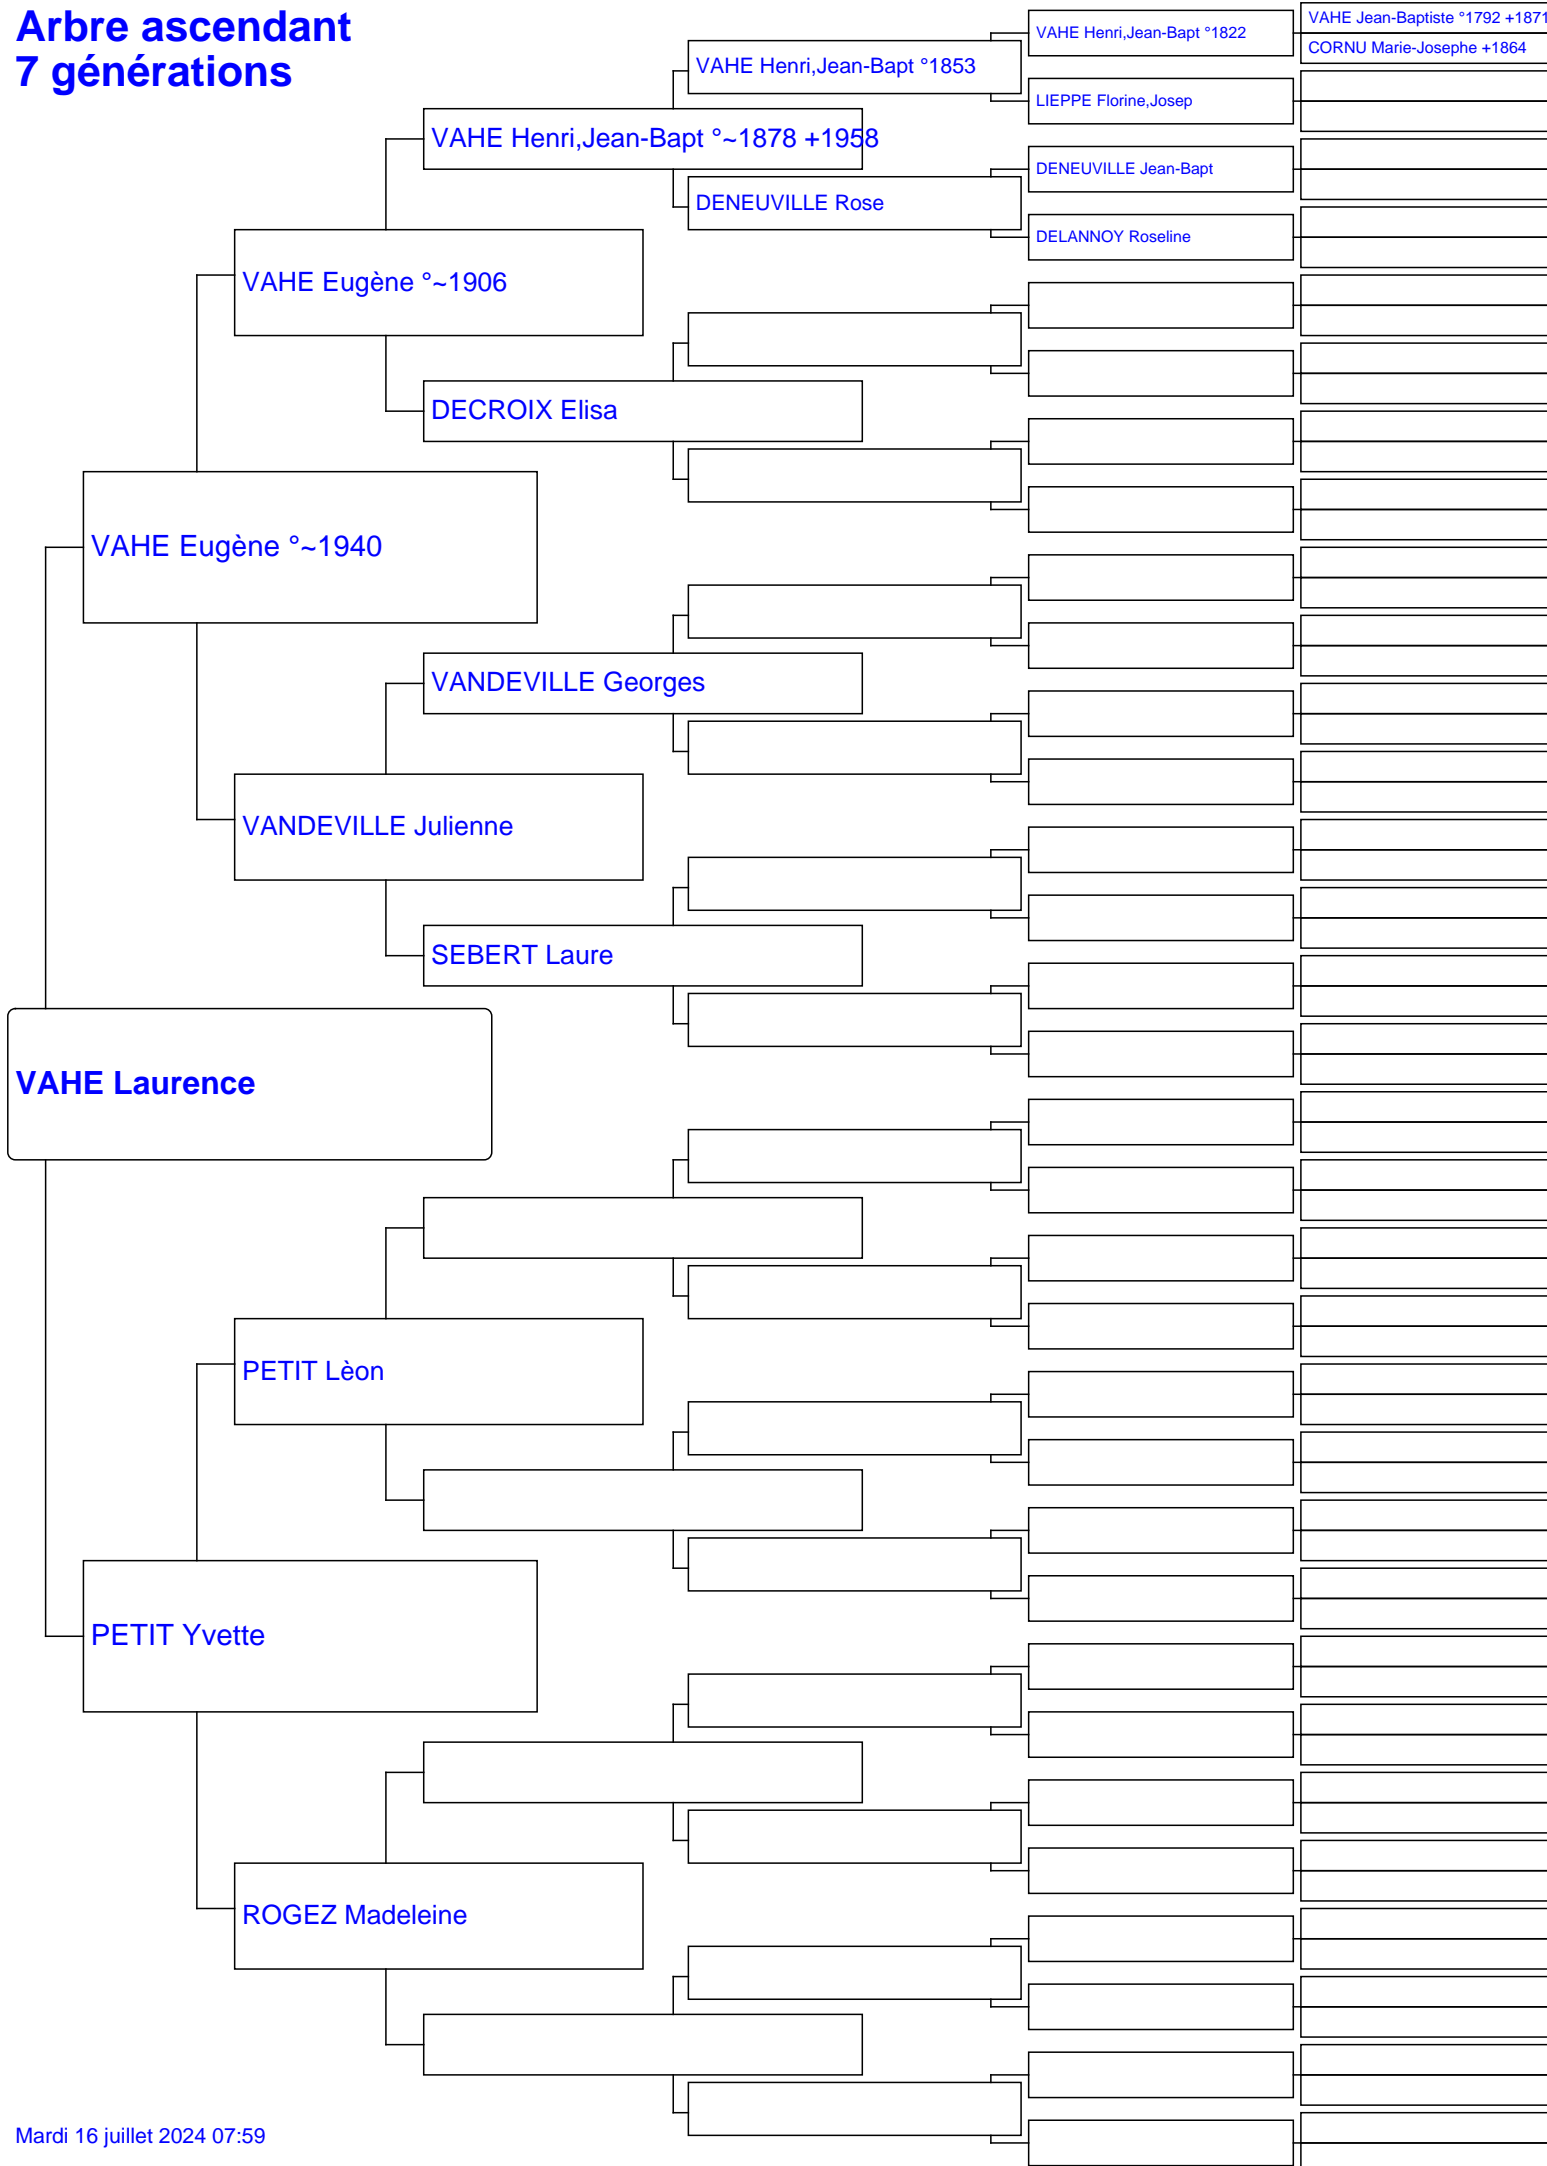 Arbre ascendant
7 générations
VAHE Jean-Baptiste °1792 +1871
VAHE Henri,Jean-Bapt °1822
CORNU Marie-Josephe +1864
VAHE Henri,Jean-Bapt °1853
LIEPPE Florine,Josep
VAHE Henri,Jean-Bapt °~1878 +1958
DENEUVILLE Jean-Bapt
DENEUVILLE Rose
DELANNOY Roseline
VAHE Eugène °~1906
DECROIX Elisa
VAHE Eugène °~1940
VANDEVILLE Georges
VANDEVILLE Julienne
SEBERT Laure
VAHE Laurence
PETIT Lèon
PETIT Yvette
ROGEZ Madeleine
Mardi 16 juillet 2024 07:59